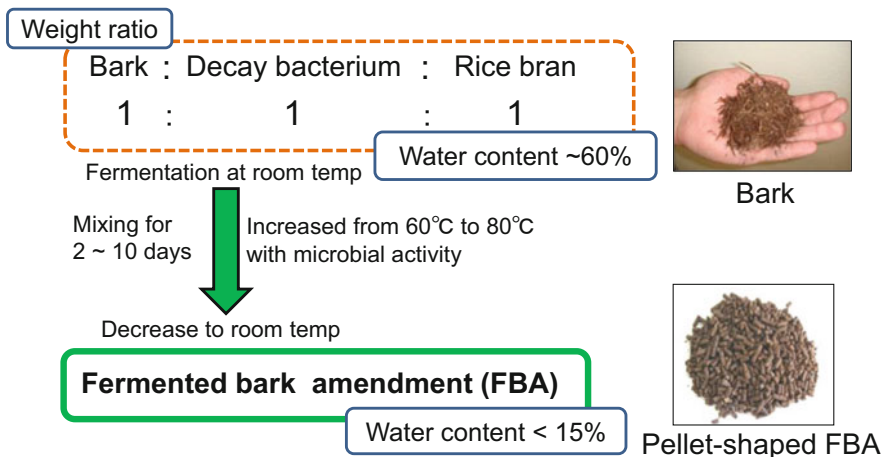 Weight ratio
Bark : Decay bacterium : Rice bran
1 : 1 : 1
Water content ~60%
Bark
Fermentation at room temp
Mixing for
2 ~ 10 days
Increased from 60℃ to 80℃
with microbial activity
Decrease to room temp
Fermented bark amendment (FBA)
Water content < 15%
Pellet-shaped FBA